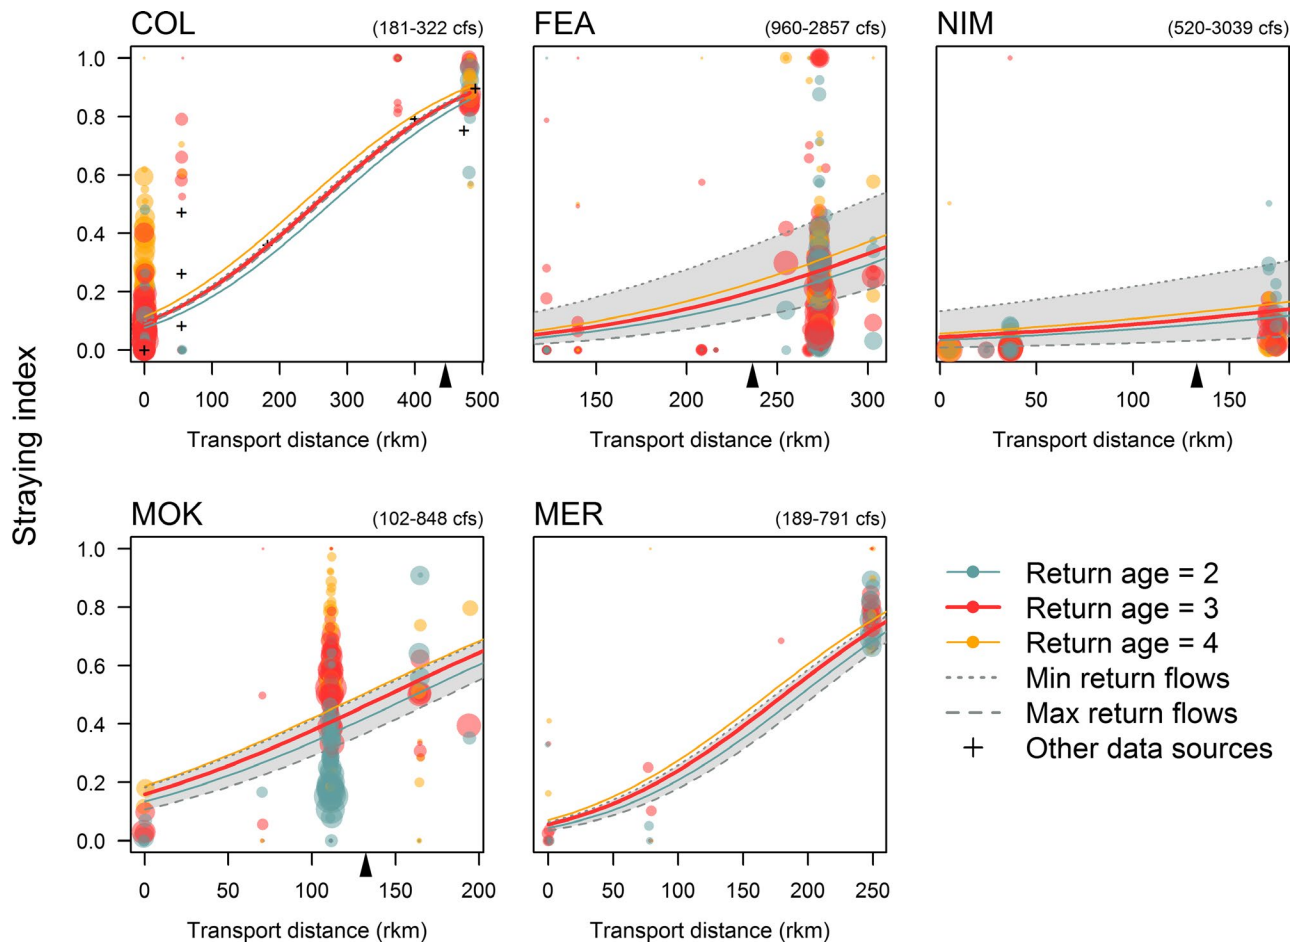 COL (181-322 cfs) FEA (960-2857 cfs) NIM (520-3039 cfs)
1.0
0.8
0.6
0.4
0.2
0.0
0 100 200 300 400 500 150 200 250 300 0 50 100 150
Transport distance (rkm) Transport distance (rkm) Transport distance (rkm)
Straying index
MOK (102-848 cfs) MER (189-791 cfs)
1.0
0.8
0.6
0.4
0.2
0.0
0 50 100 150 200 0 50 100 150 200 250
Transport distance (rkm) Transport distance (rkm)
Return age = 2
Return age = 3
Return age = 4
Min return flows
Max return flows
Other data sources